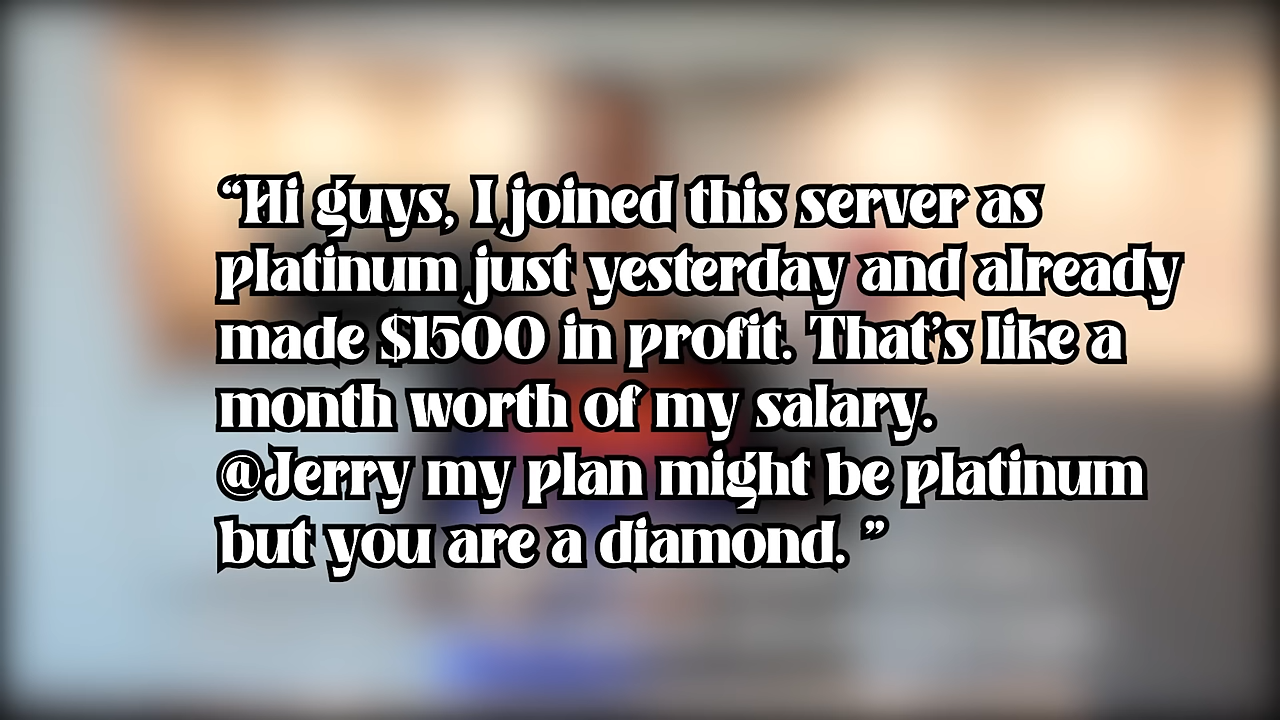 “Hi guys, I joined this server as
platinum just yesterday and already
made $1500 in profit. That’s like a
month worth of my salary.
@Jerry my plan might be platinum
but you are a diamond. ”